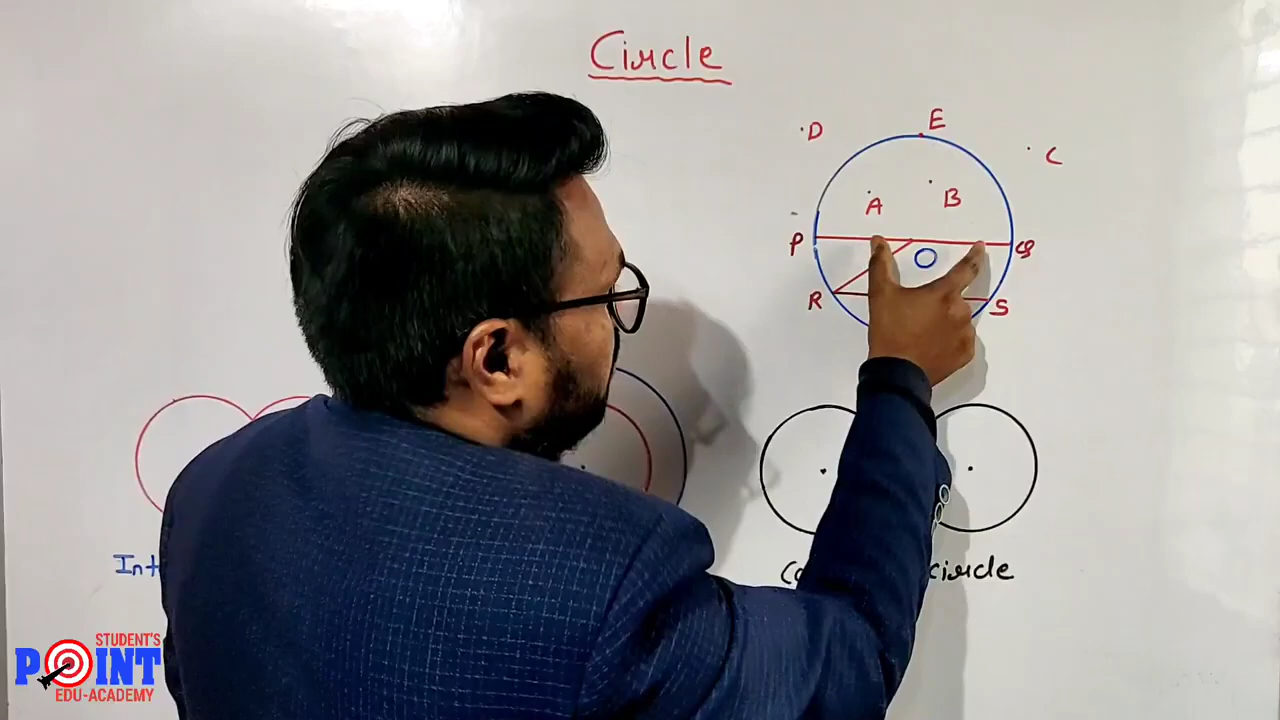 Circle
D
E
C
A
B
P
O
Q
R
S
Int
circle
STUDENT'S
POINT
EDU-ACADEMY